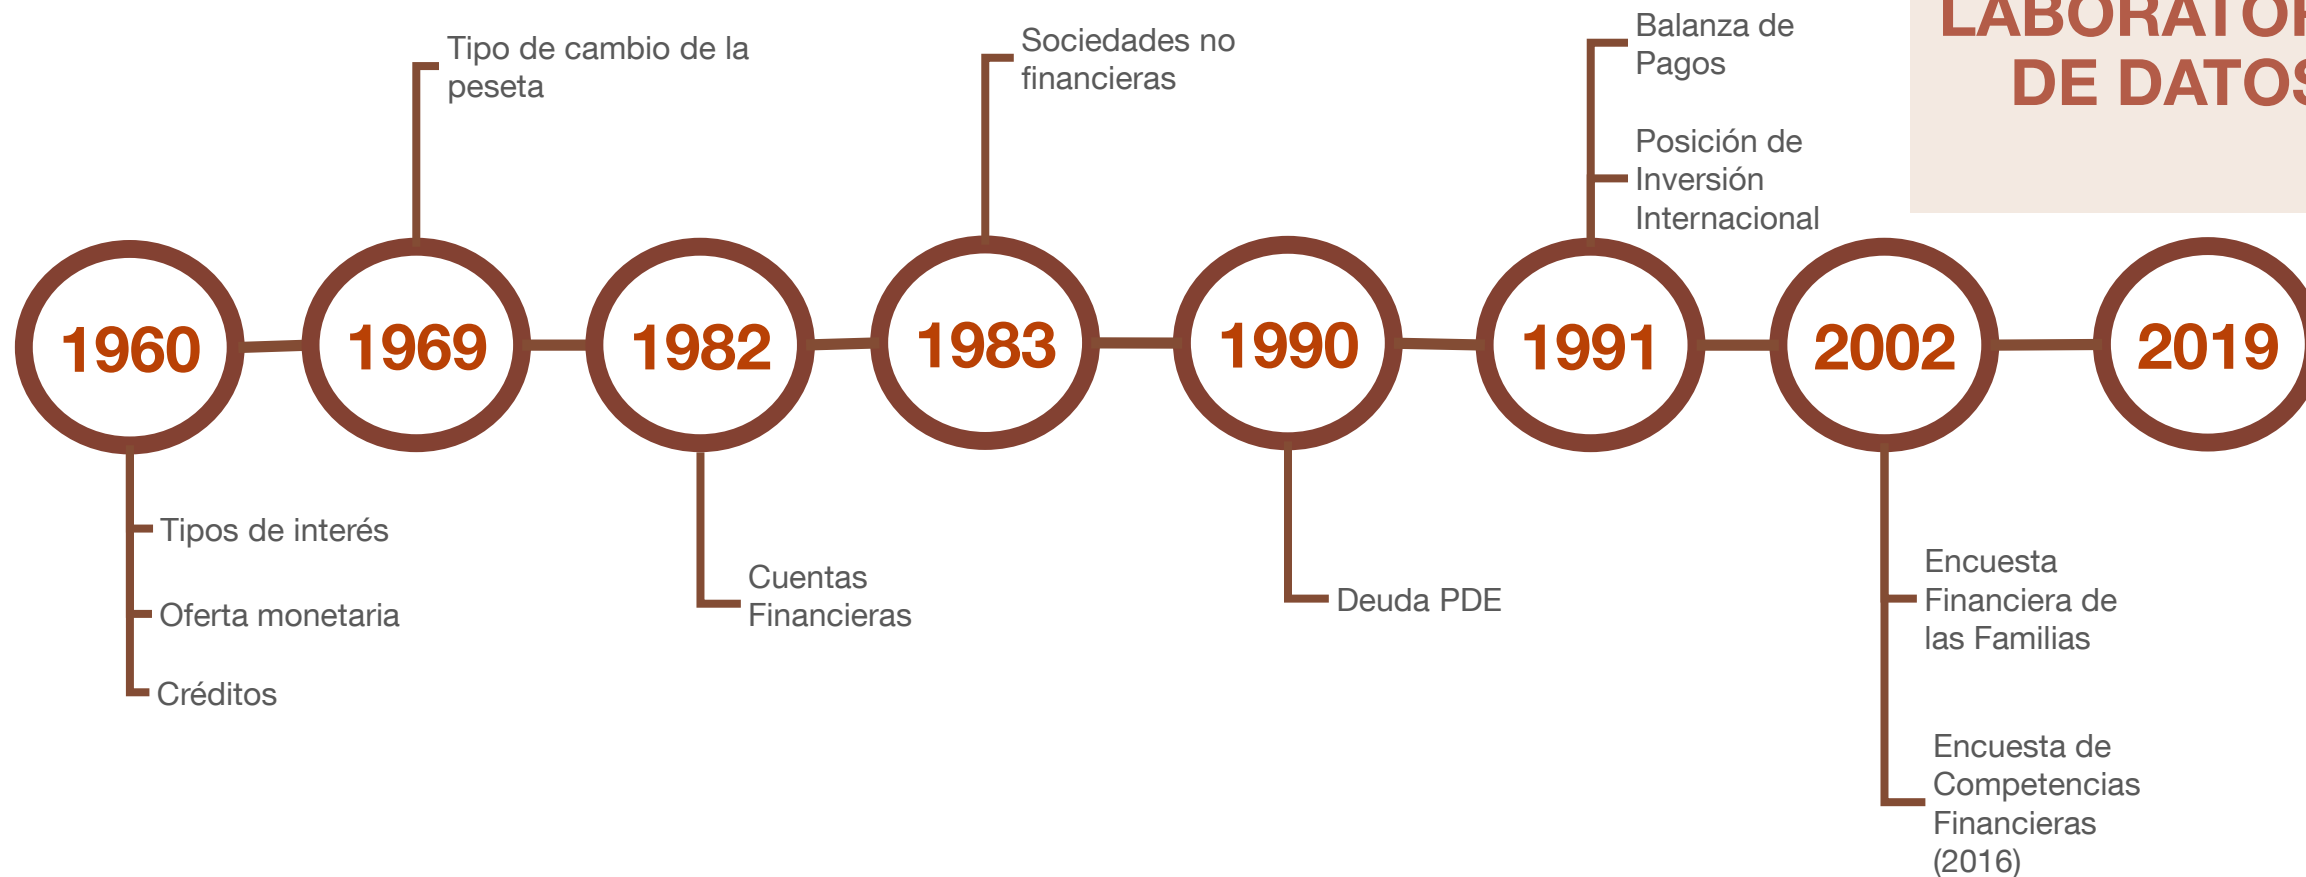 Tipo de cambio de la
peseta
Sociedades no
financieras
Balanza de
Pagos
Posición de
Inversión
Internacional
DE DATOS
1960
1969
1982
1983
1990
1991
2002
2019
Tipos de interés
Oferta monetaria
Créditos
Cuentas
Financieras
Deuda PDE
Encuesta
Financiera de
las Familias
Encuesta de
Competencias
Financieras
(2016)